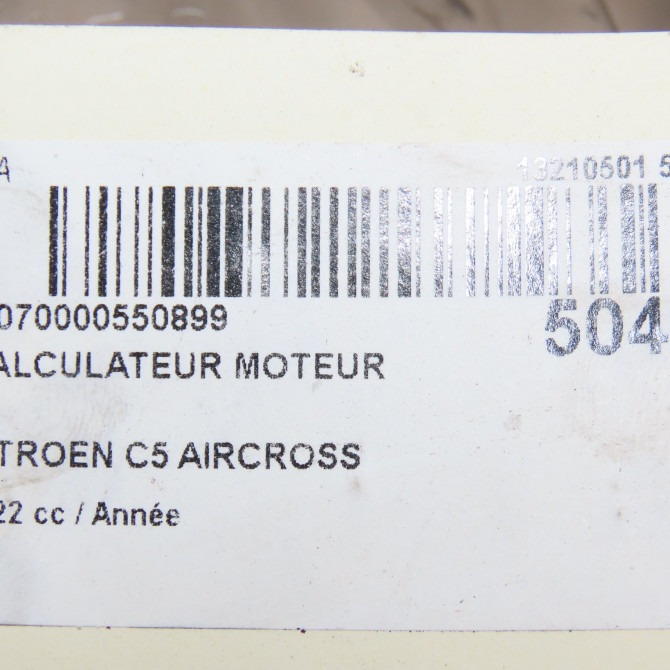 A 13210501 5
070000550899
504
ALCULATEUR MOTEUR
TROEN C5 AIRCROSS
22 cc / Année